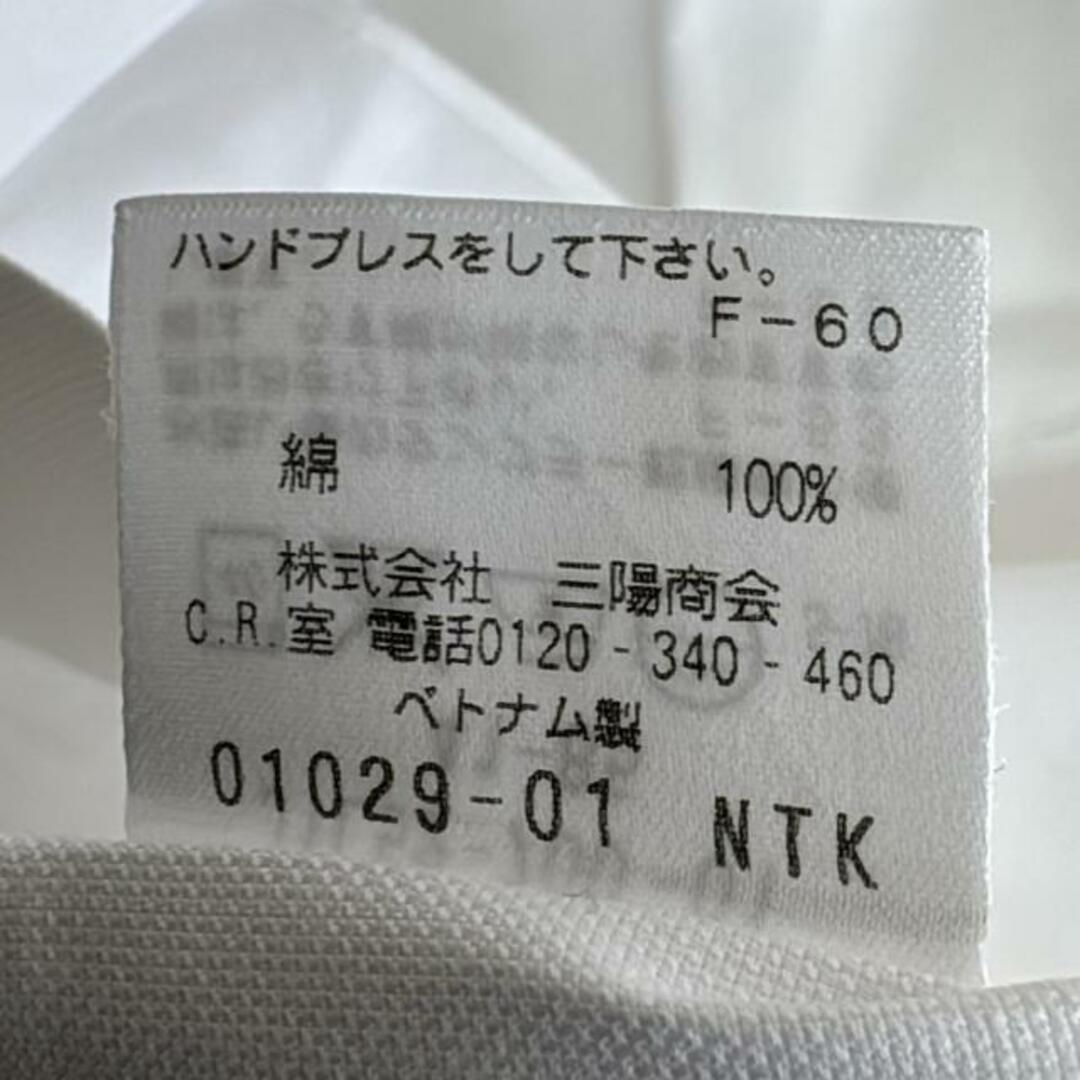 ハンドプレスをして下さい。
F-60
綿 100%
株式会社 三陽商会
C.R.室 電話0120-340-460
ベトナム製
01029-01 NTK